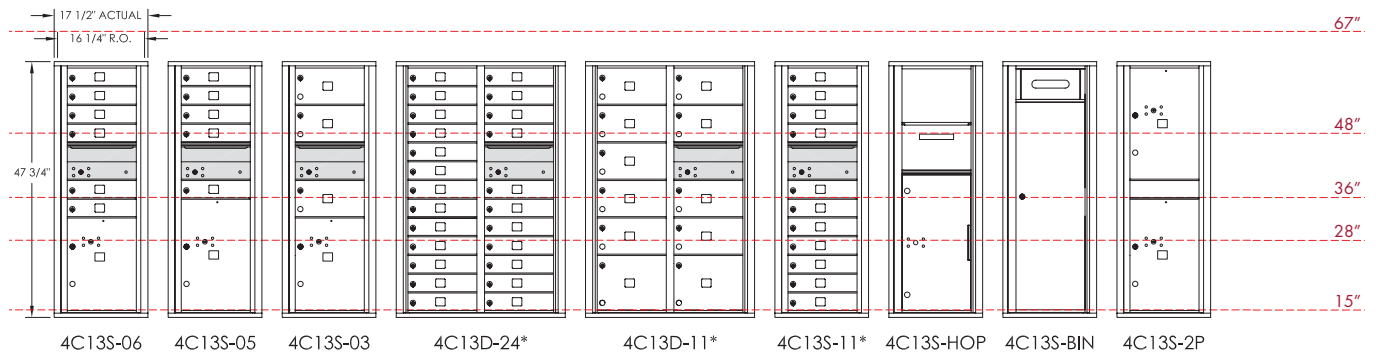 17 1/2" ACTUAL
67"
16 1/4" R.O.
48"
47 3/4"
36"
28"
15"
4C13S-06 4C13S-05 4C13S-03 4C13D-24* 4C13D-11* 4C13S-11* 4C13S-HOP 4C13S-BIN 4C13S-2P